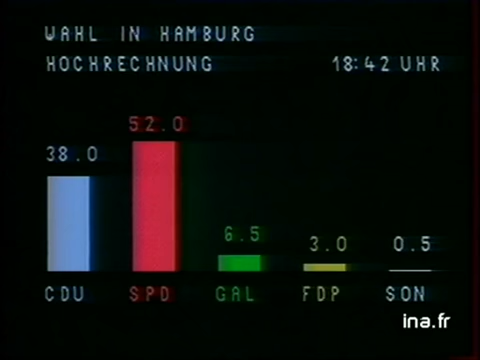 WAHL IN HAMBURG
HOCHRECHNUNG 18:42 UHR
38.0 52.0 6.5 3.0 0.5
CDU SPD GAL FDP SON
ina.fr